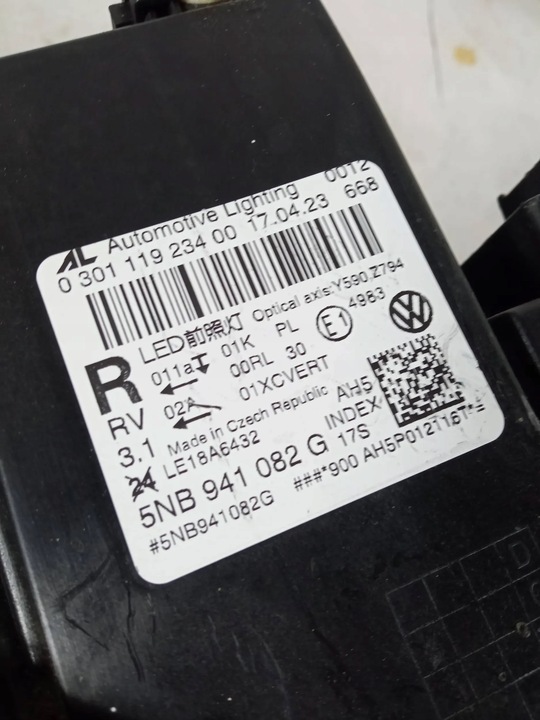 AL Automotive Lighting 0012
0 301 119 234 00 17.04.23 668
LED前照灯 Optical axis:Y590,Z794
R 011a 01K PL E1 4983
00RL 30
RV 02A 01XCVERT
3.1 Made in Czech Republic AH5
24 LE18A6432 INDEX
5NB 941 082 G 17S
#5NB941082G ###*900 AH5P012T16T*=